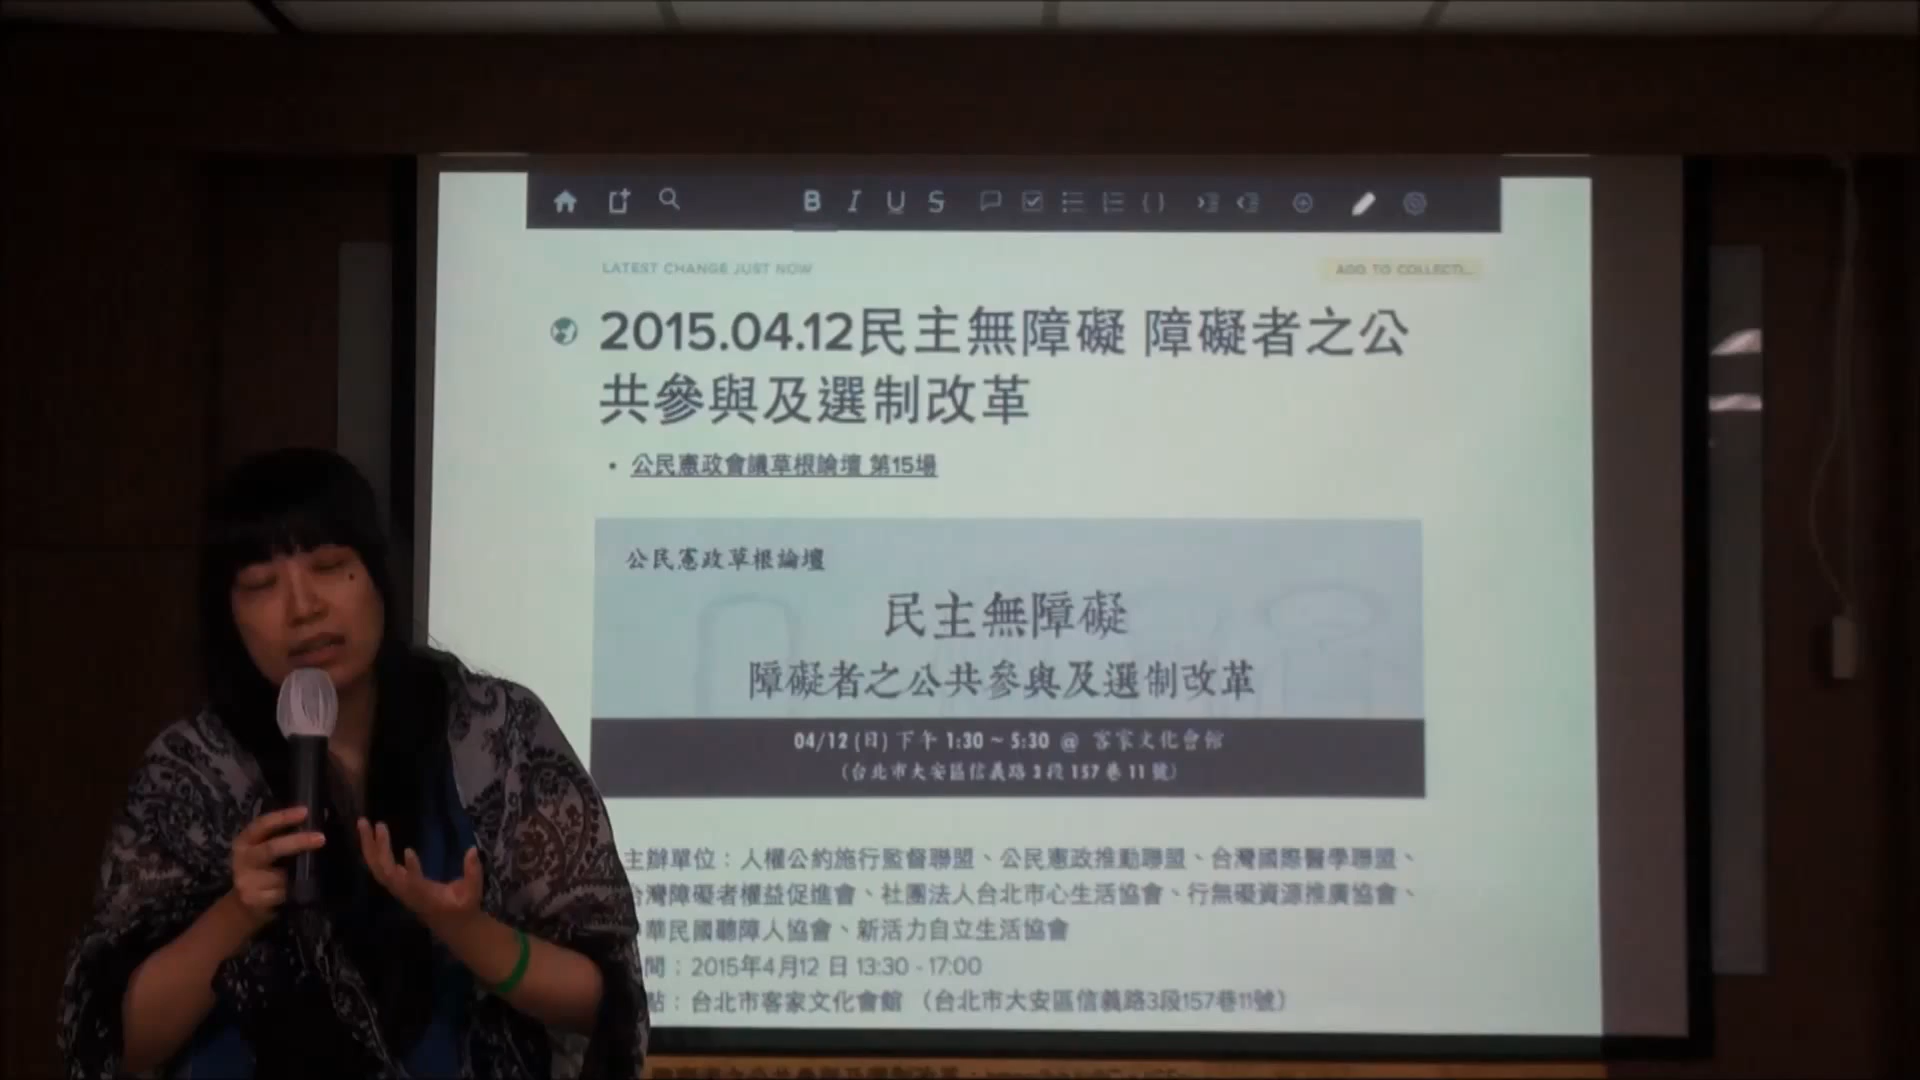 B I U S
LATEST CHANGE JUST NOW
ADD TO COLLECTI...
2015.04.12民主無障礙 障礙者之公
共參與及選制改革
• 公民憲政會議草根論壇 第15場
公民憲政草根論壇
民主無障礙
障礙者之公共參與及選制改革
04/12 (日) 下午 1:30 ~ 5:30 @ 客家文化會館
(台北市大安區信義路 3 段 157 巷 11 號)
主辦單位：人權公約施行監督聯盟、公民憲政推動聯盟、台灣國際醫學聯盟、
台灣障礙者權益促進會、社團法人台北市心生活協會、行無礙資源推廣協會、
華民國聽障人協會、新活力自立生活協會
間：2015年4月12 日 13:30 - 17:00
點：台北市客家文化會館 （台北市大安區信義路3段157巷11號）